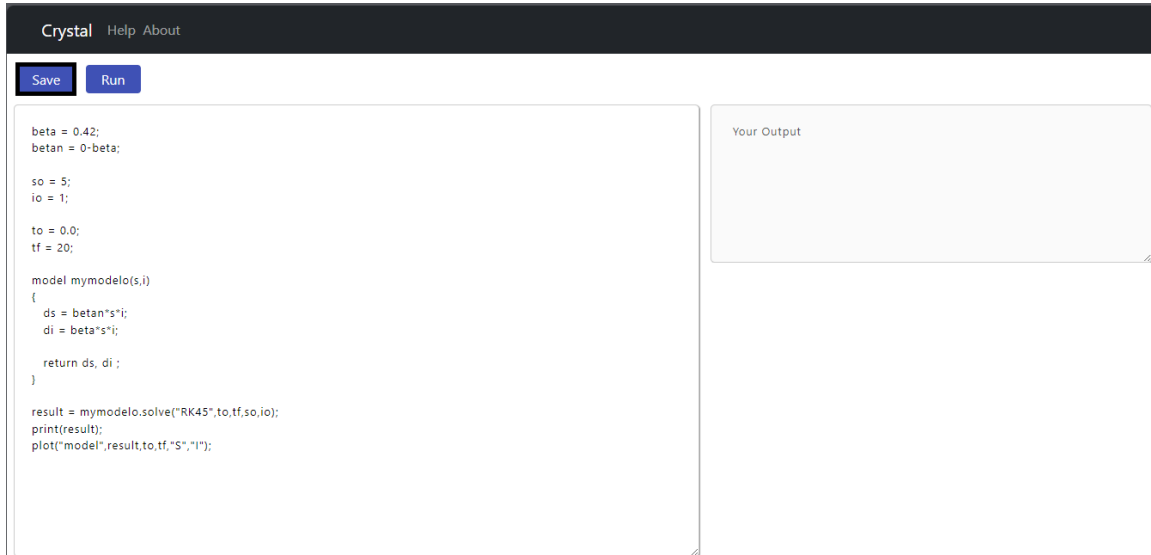 Crystal Help About
Save Run
beta = 0.42;
betan = 0-beta;
so = 5;
io = 1;
to = 0.0;
tf = 20;
model mymodelo(s,i)
{
ds = betan*s*i;
di = beta*s*i;
return ds, di ;
}
result = mymodelo.solve("RK45",to,tf,so,io);
print(result);
plot("model",result,to,tf,"S","I");
Your Output